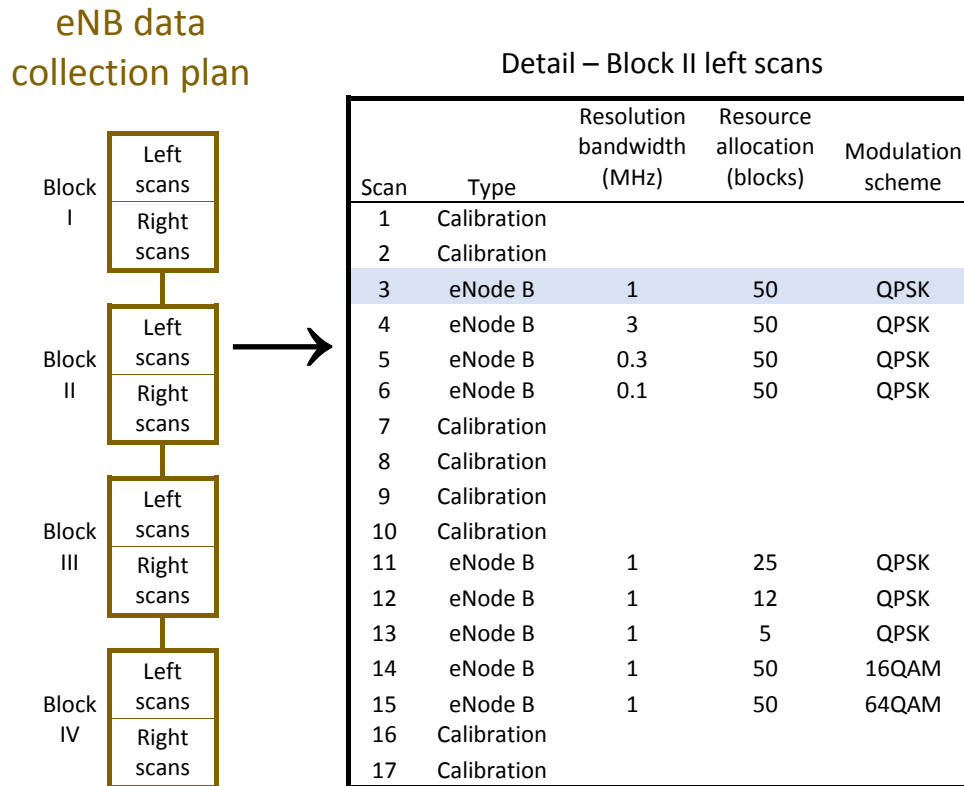 eNB data
collection plan
Block
I
Left
scans
Right
scans
Block
II
Left
scans
Right
scans
Block
III
Left
scans
Right
scans
Block
IV
Left
scans
Right
scans
Detail – Block II left scans
Scan Type Resolution bandwidth (MHz) Resource allocation (blocks) Modulation scheme
1 Calibration
2 Calibration
3 eNode B 1 50 QPSK
4 eNode B 3 50 QPSK
5 eNode B 0.3 50 QPSK
6 eNode B 0.1 50 QPSK
7 Calibration
8 Calibration
9 Calibration
10 Calibration
11 eNode B 1 25 QPSK
12 eNode B 1 12 QPSK
13 eNode B 1 5 QPSK
14 eNode B 1 50 16QAM
15 eNode B 1 50 64QAM
16 Calibration
17 Calibration